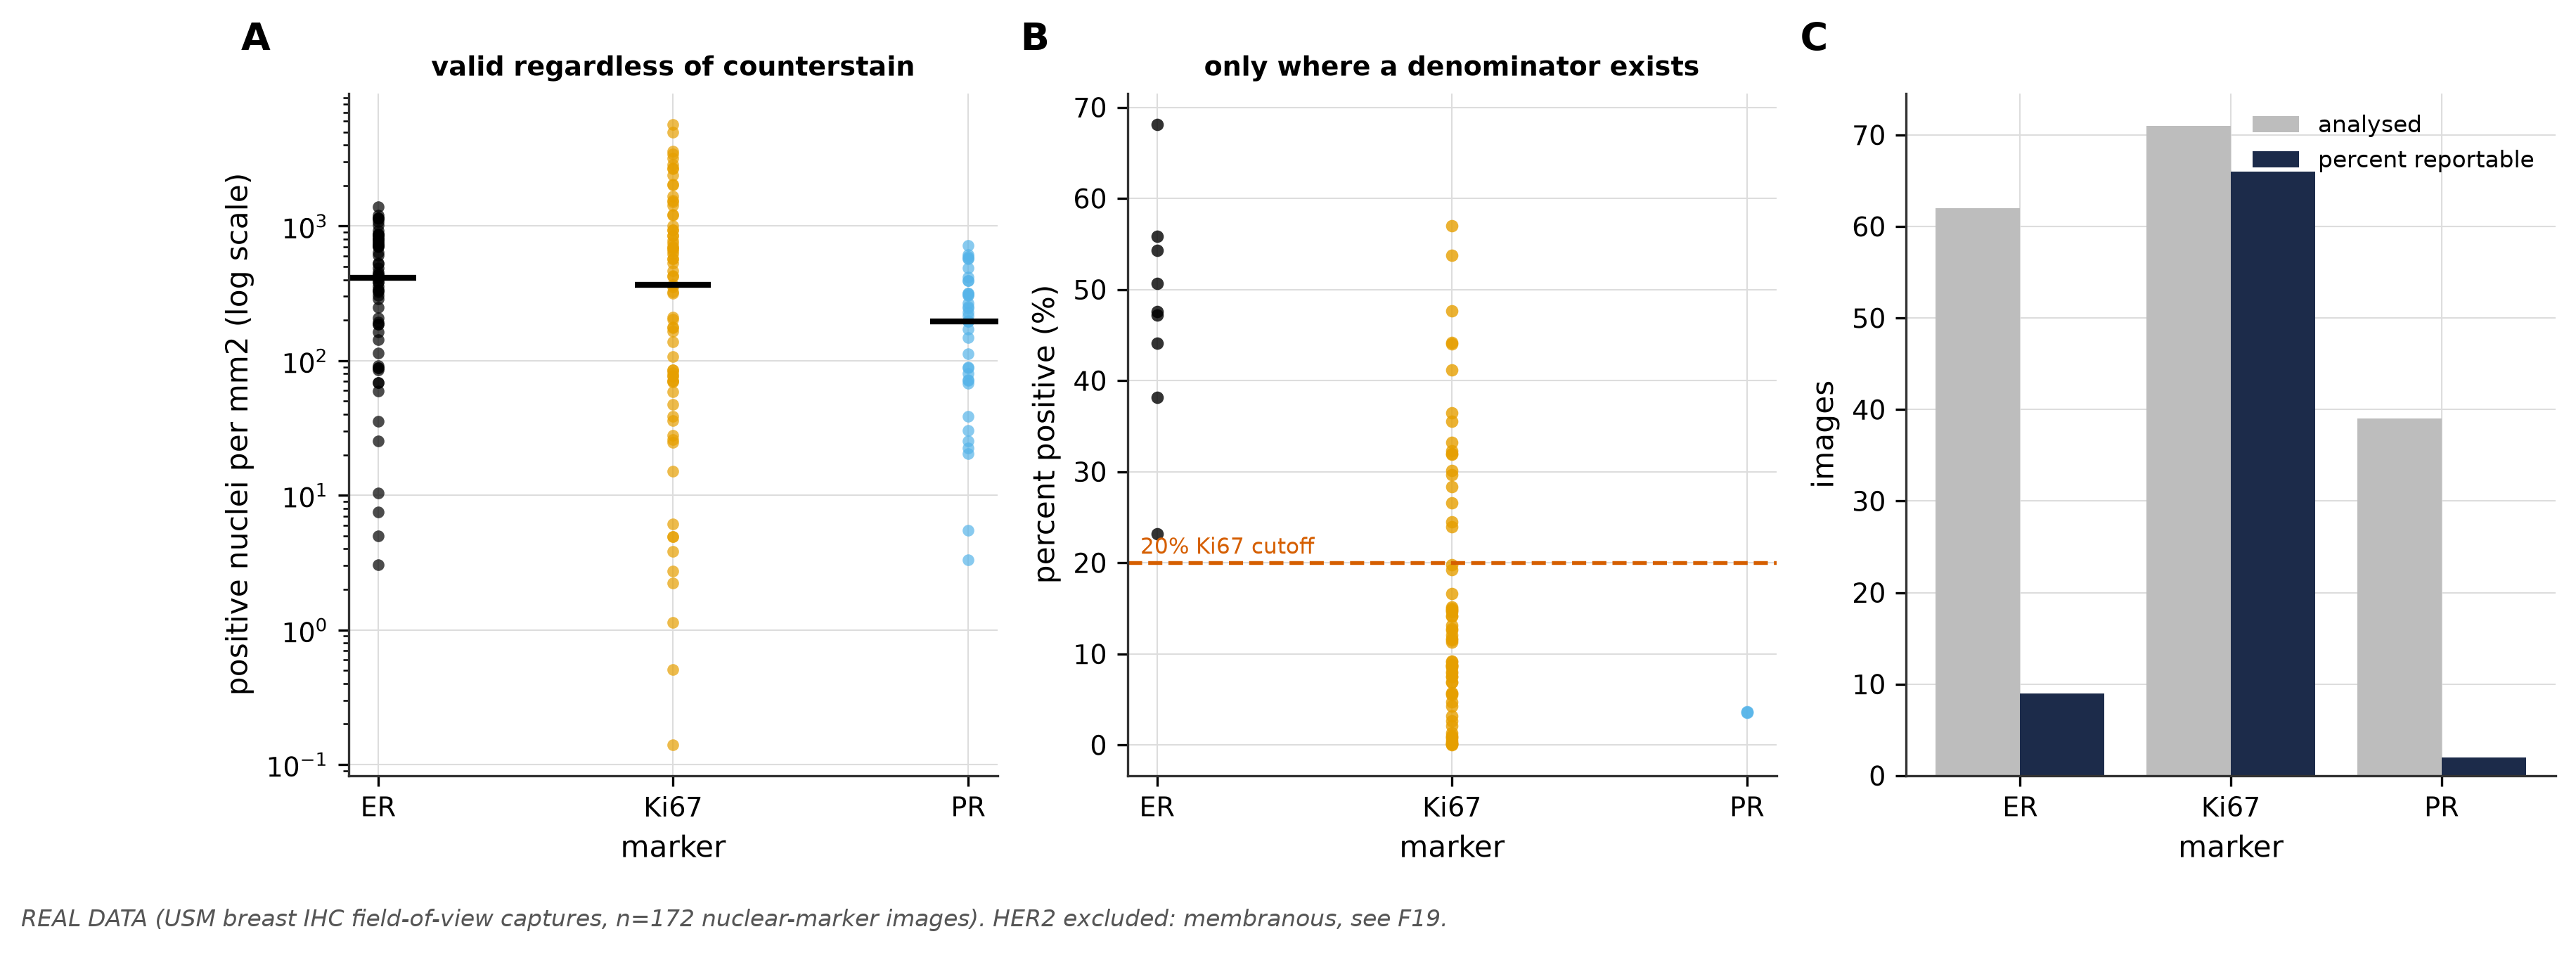 A
valid regardless of counterstain
positive nuclei per mm2 (log scale)
10³
10²
10¹
10⁰
10⁻¹
ER
Ki67
PR
marker
B
only where a denominator exists
percent positive (%)
70
60
50
40
30
20
10
0
20% Ki67 cutoff
ER
Ki67
PR
marker
C
analysed
percent reportable
images
70
60
50
40
30
20
10
0
ER
Ki67
PR
marker
REAL DATA (USM breast IHC field-of-view captures, n=172 nuclear-marker images). HER2 excluded: membranous, see F19.